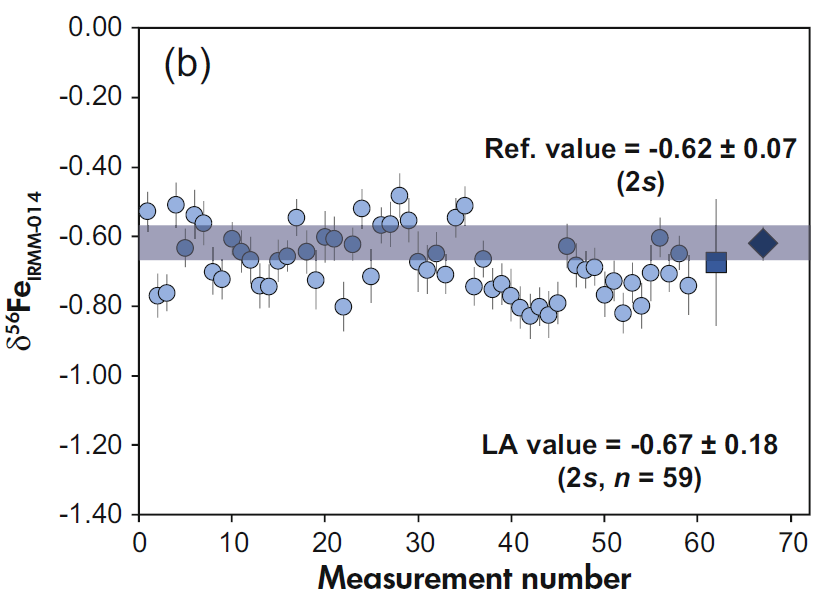 0.00
(b)
-0.20
-0.40
Ref. value = -0.62 ± 0.07
(2s)
-0.60
-0.80
-1.00
-1.20
LA value = -0.67 ± 0.18
(2s, n = 59)
-1.40
δ56FeIRMM-014
0 10 20 30 40 50 60 70
Measurement number